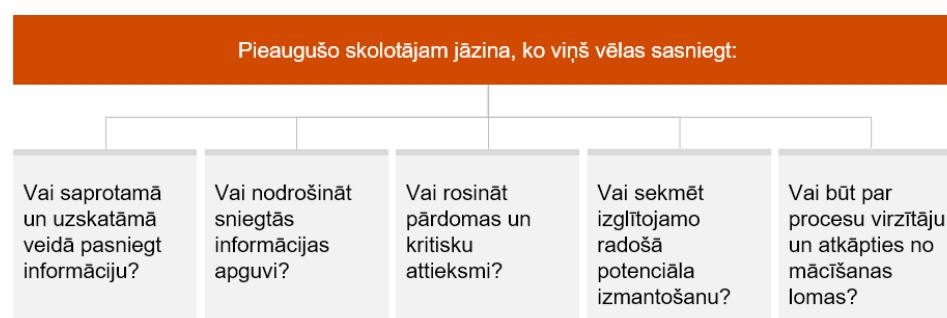 Pieaugušo skolotājam jāzina, ko viņš vēlas sasniegt:
Vai saprotamā
un uzskatāmā
veidā pasniegt
informāciju?
Vai nodrošināt
sniegtās
informācijas
apguvi?
Vai rosināt
pārdomas un
kritisku
attieksmi?
Vai sekmēt
izglītojamo
radošā
potenciāla
izmantošanu?
Vai būt par
procesu virzītāju
un atkāpties no
mācīšanas
lomas?